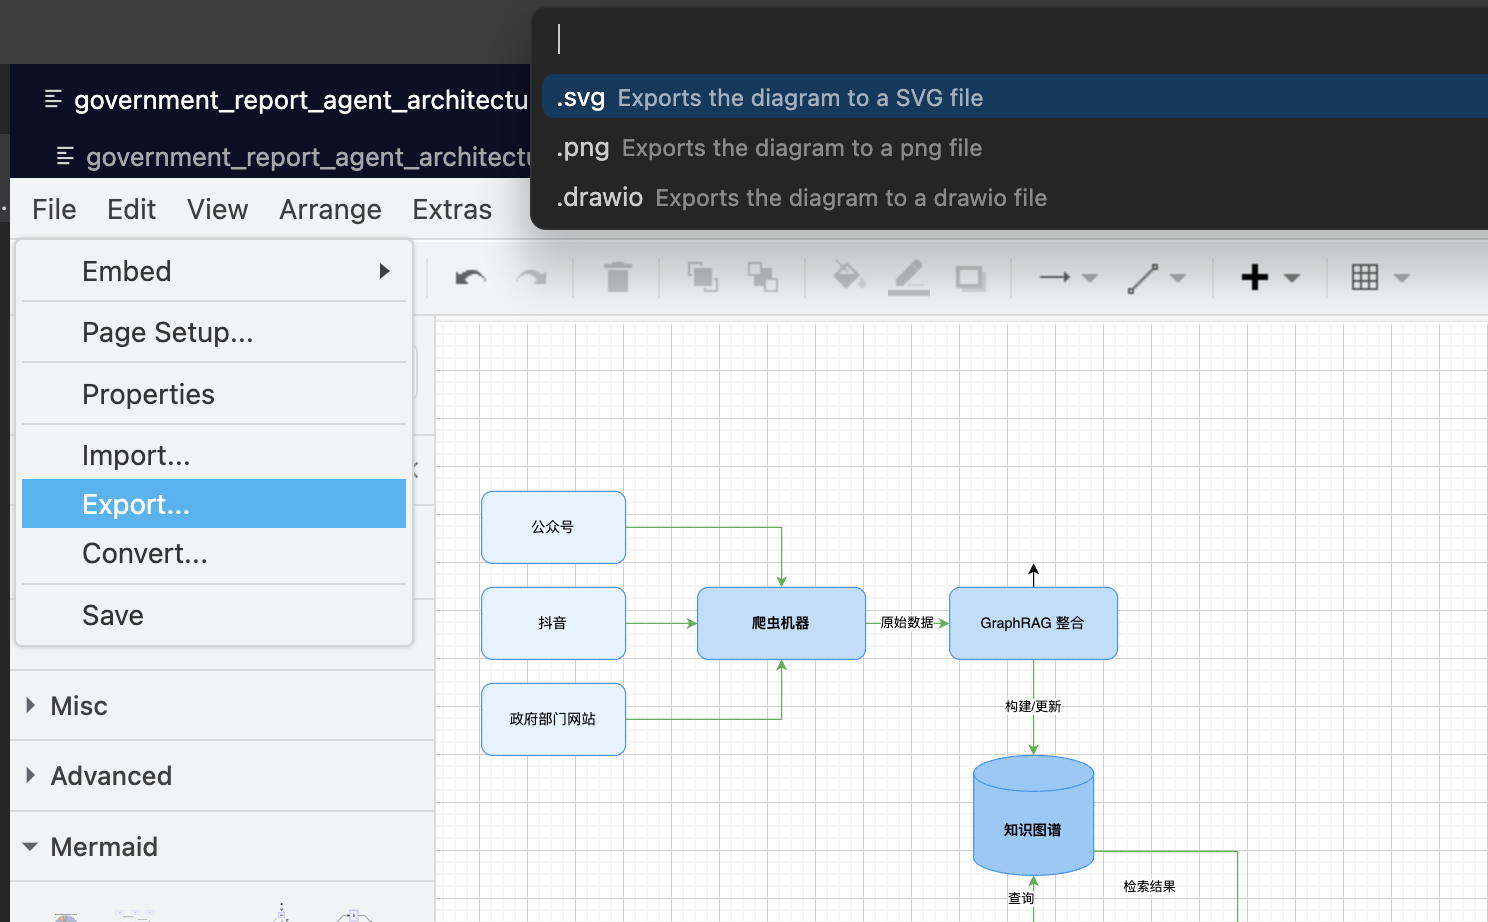 .svg Exports the diagram to a SVG file
.png Exports the diagram to a png file
.drawio Exports the diagram to a drawio file
government_report_agent_architectu
government_report_agent_architectu
File Edit View Arrange Extras
Embed
Page Setup...
Properties
Import...
Export...
Convert...
Save
Misc
Advanced
Mermaid
公众号
抖音
爬虫机器
原始数据
GraphRAG 整合
政府部门网站
构建/更新
知识图谱
查询
检索结果